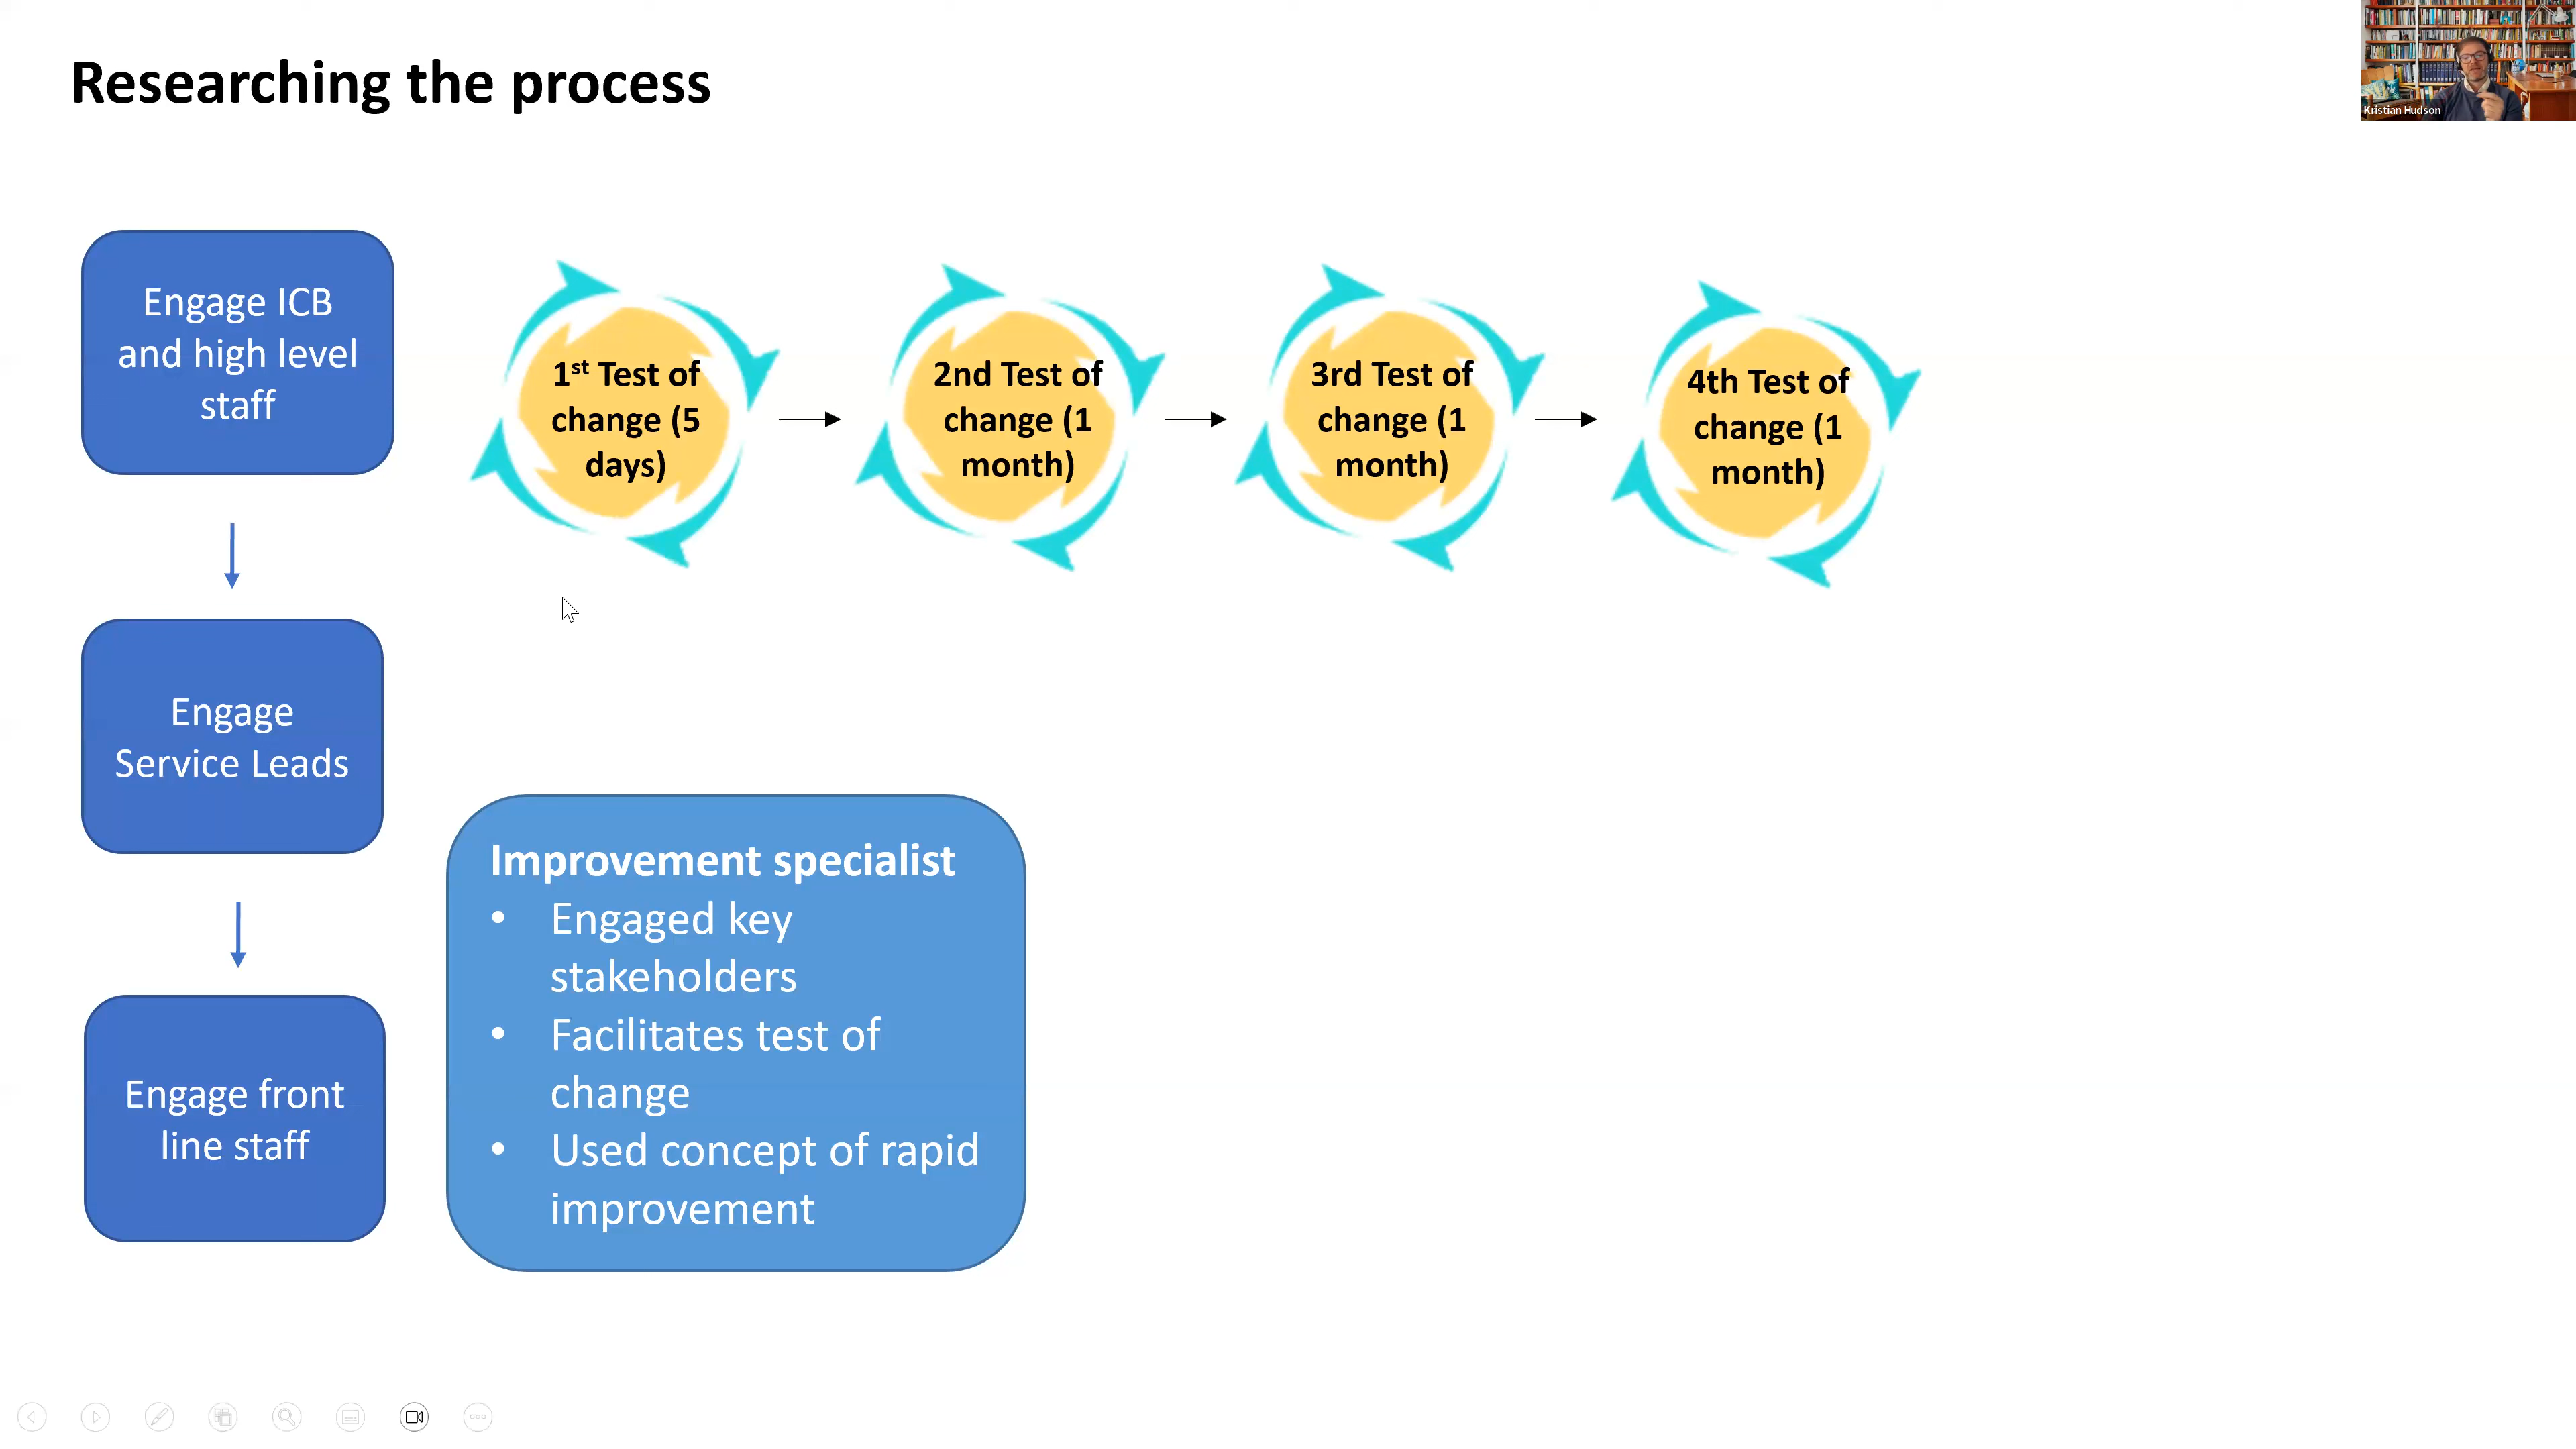 Researching the process
Kristian Hudson
Engage ICB
and high level
staff
1st Test of
change (5
days)
2nd Test of
change (1
month)
3rd Test of
change (1
month)
4th Test of
change (1
month)
Engage
Service Leads
Engage front
line staff
Improvement specialist
• Engaged key
stakeholders
• Facilitates test of
change
• Used concept of rapid
improvement